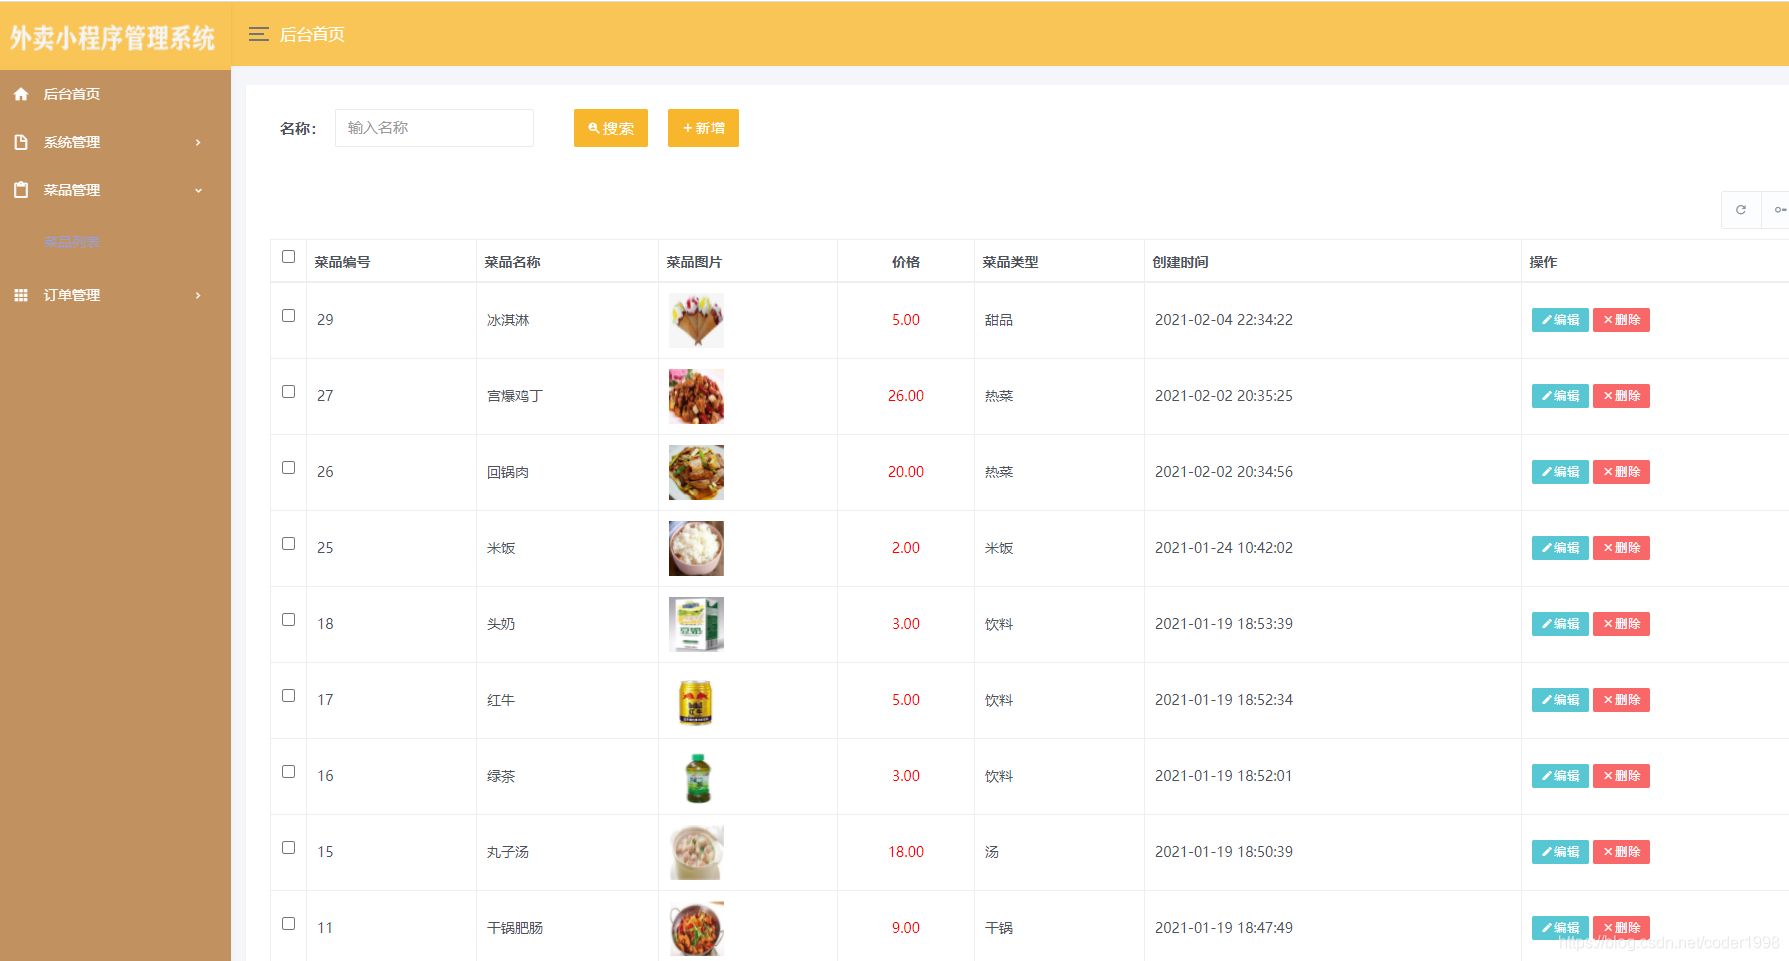 外卖小程序管理系统
后台首页
后台首页
系统管理
菜品管理
菜品列表
订单管理
名称：
输入名称
搜索
+新增
菜品编号 菜品名称 菜品图片 价格 菜品类型 创建时间 操作
29 冰淇淋 5.00 甜品 2021-02-04 22:34:22 编辑 ×删除
27 宫爆鸡丁 26.00 热菜 2021-02-02 20:35:25 编辑 ×删除
26 回锅肉 20.00 热菜 2021-02-02 20:34:56 编辑 ×删除
25 米饭 2.00 米饭 2021-01-24 10:42:02 编辑 ×删除
18 头奶 3.00 饮料 2021-01-19 18:53:39 编辑 ×删除
17 红牛 5.00 饮料 2021-01-19 18:52:34 编辑 ×删除
16 绿茶 3.00 饮料 2021-01-19 18:52:01 编辑 ×删除
15 丸子汤 18.00 汤 2021-01-19 18:50:39 编辑 ×删除
11 干锅肥肠 9.00 干锅 2021-01-19 18:47:49 编辑 ×删除
https://blog.csdn.net/coder1998